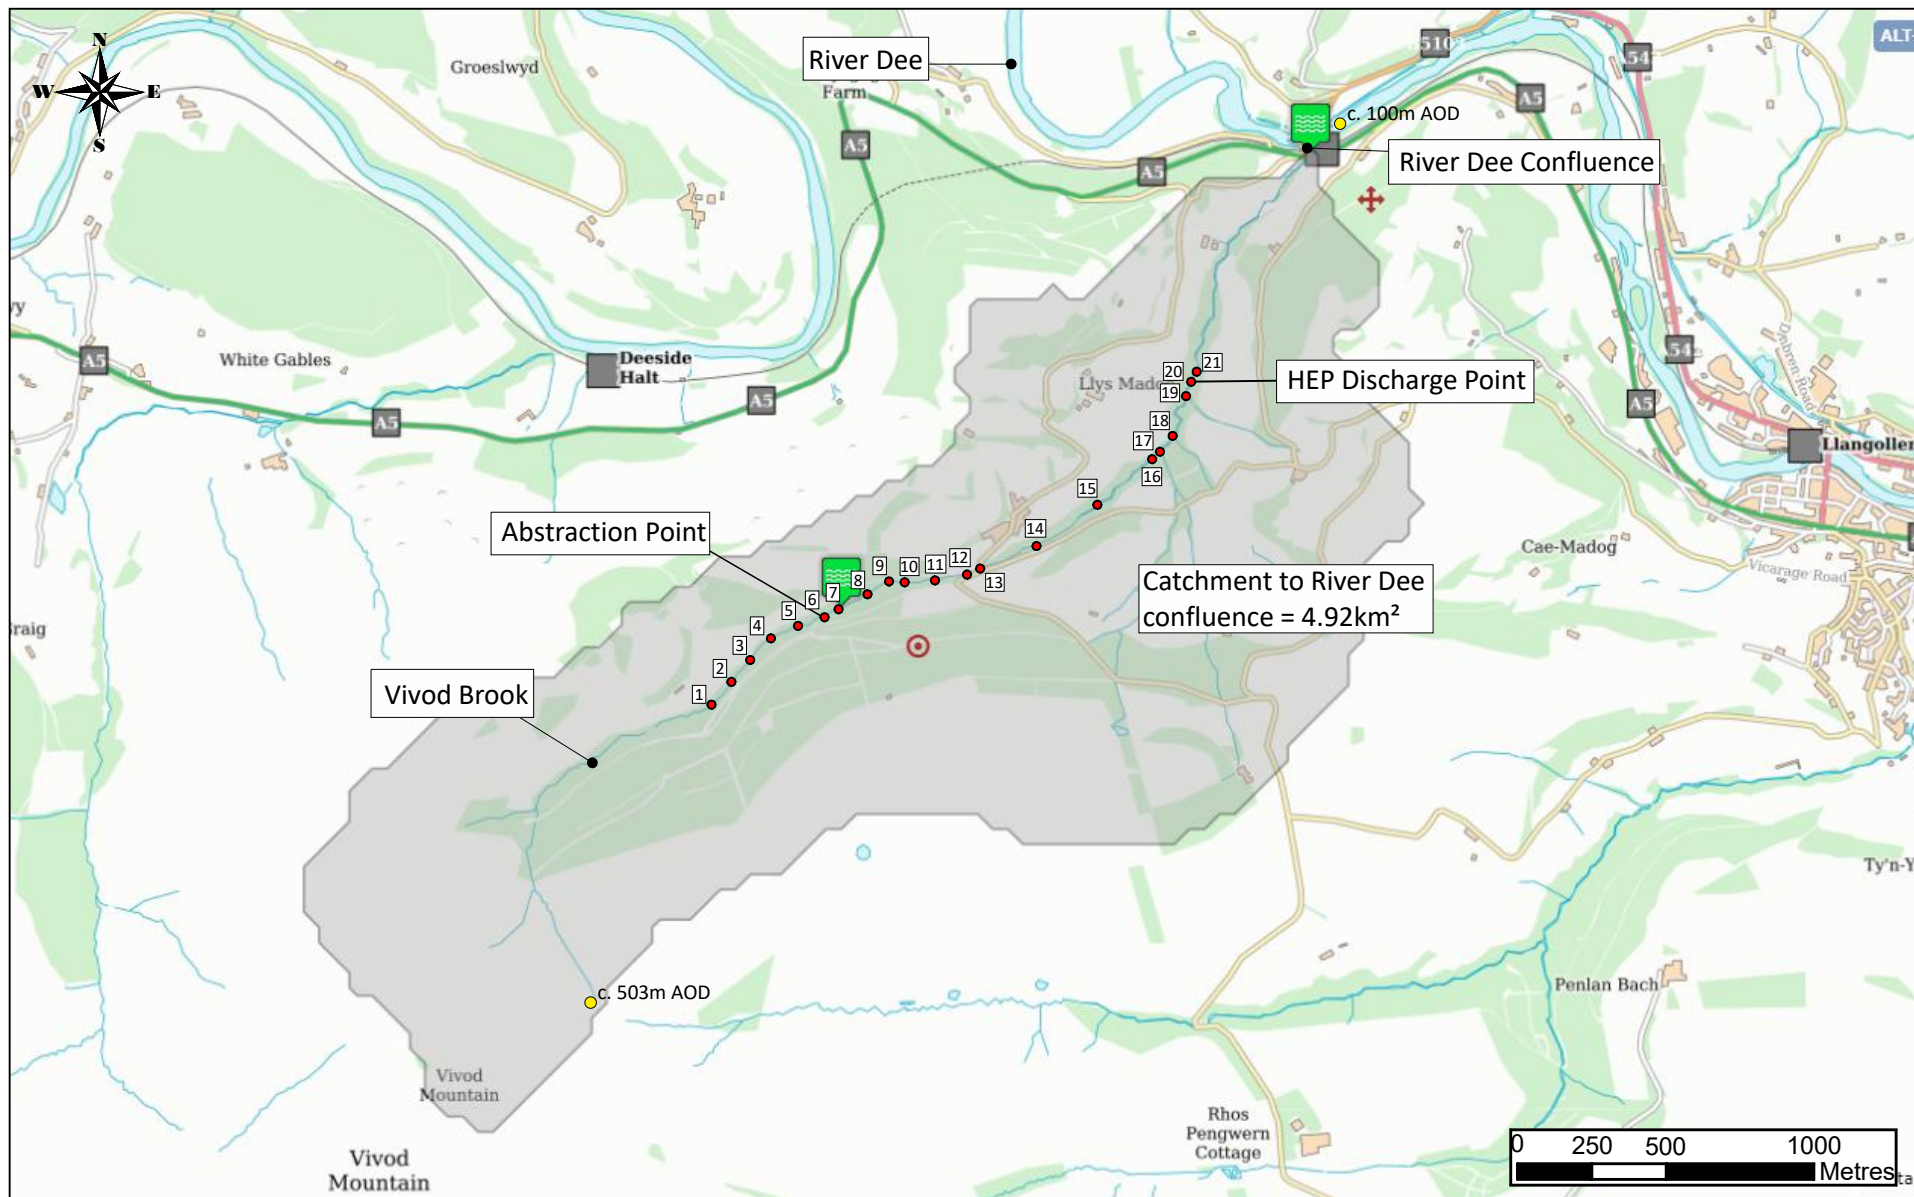 N
W
E
S
Groeslwyd
River Dee
Farm
A5
c. 100m AOD
River Dee Confluence
A5
A5
ALT-
White Gables
Deeside
Halt
A5
A5
A5
Llys Madog
20
21
19
HEP Discharge Point
18
17
16
15
14
A5
Llangollen
Dinbren Road
Abstraction Point
13
12
11
10
9
8
7
6
5
4
3
2
1
Catchment to River Dee
confluence = 4.92km²
Cae-Madog
Vicarage Road
Vivod Brook
c. 503m AOD
Vivod
Mountain
Vivod
Mountain
Penlan Bach
Rhos
Pengwern
Cottage
0 250 500 1000
Metres